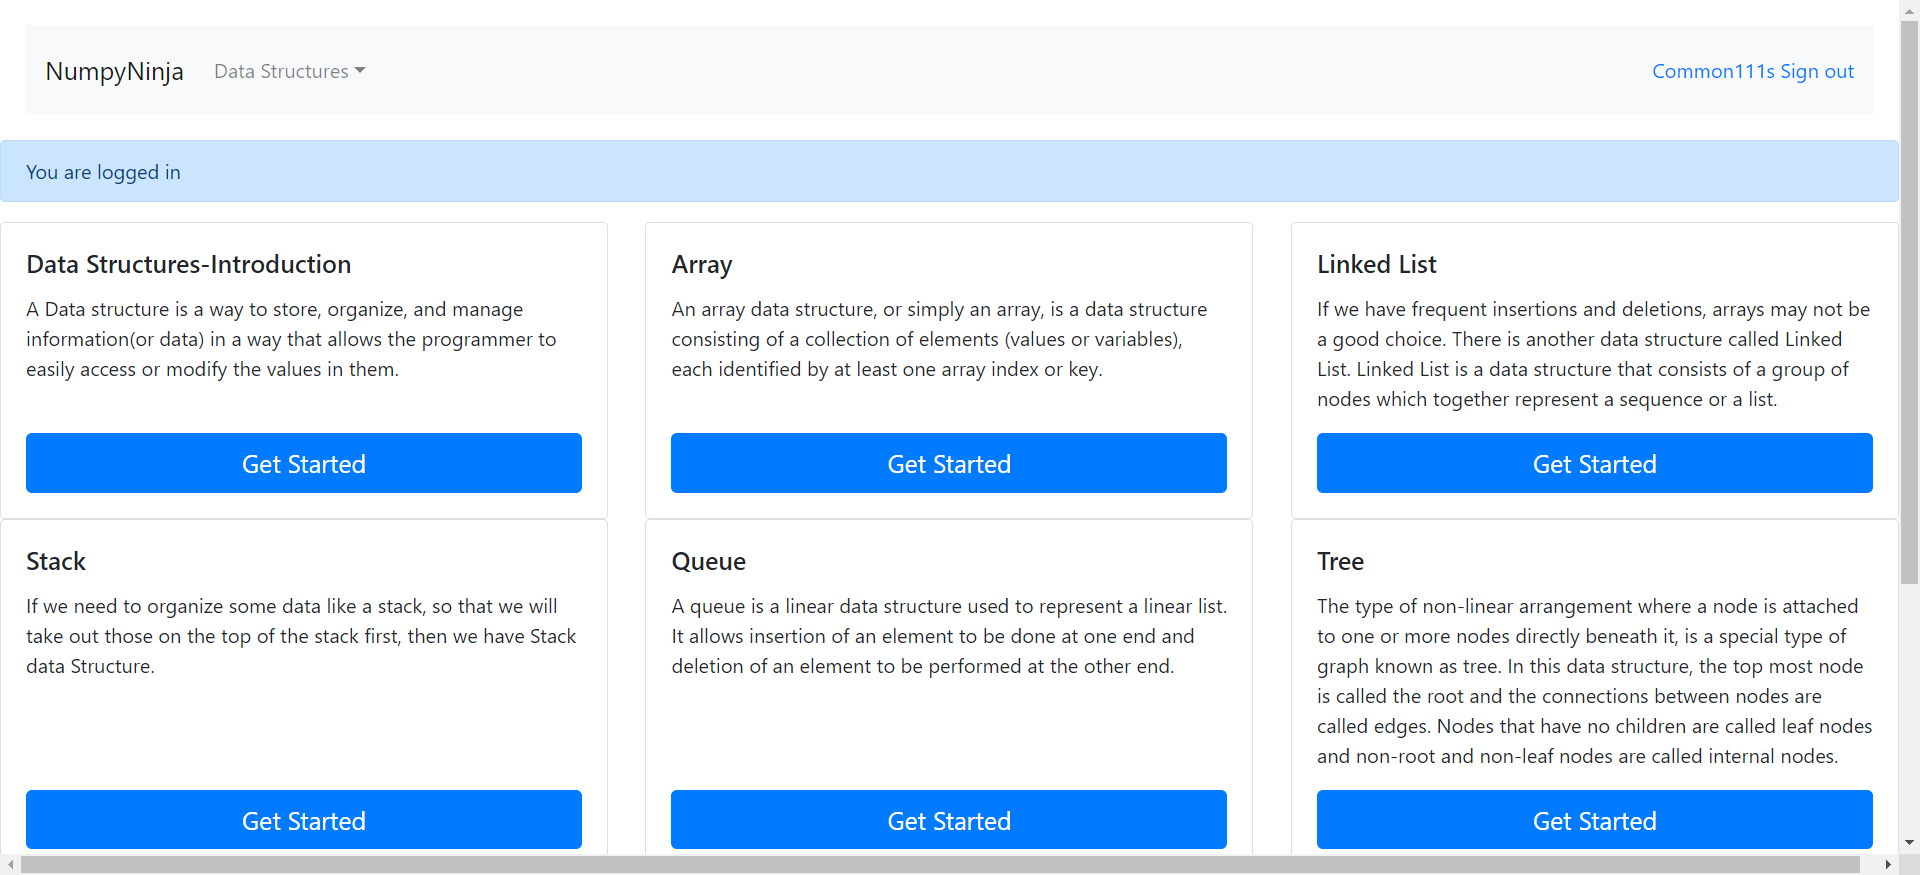 NumpyNinja Data Structures Common111s Sign out
You are logged in
Data Structures-Introduction
A Data structure is a way to store, organize, and manage
information(or data) in a way that allows the programmer to
easily access or modify the values in them.
Get Started
Array
An array data structure, or simply an array, is a data structure
consisting of a collection of elements (values or variables),
each identified by at least one array index or key.
Get Started
Linked List
If we have frequent insertions and deletions, arrays may not be
a good choice. There is another data structure called Linked
List. Linked List is a data structure that consists of a group of
nodes which together represent a sequence or a list.
Get Started
Stack
If we need to organize some data like a stack, so that we will
take out those on the top of the stack first, then we have Stack
data Structure.
Get Started
Queue
A queue is a linear data structure used to represent a linear list.
It allows insertion of an element to be done at one end and
deletion of an element to be performed at the other end.
Get Started
Tree
The type of non-linear arrangement where a node is attached
to one or more nodes directly beneath it, is a special type of
graph known as tree. In this data structure, the top most node
is called the root and the connections between nodes are
called edges. Nodes that have no children are called leaf nodes
and non-root and non-leaf nodes are called internal nodes.
Get Started